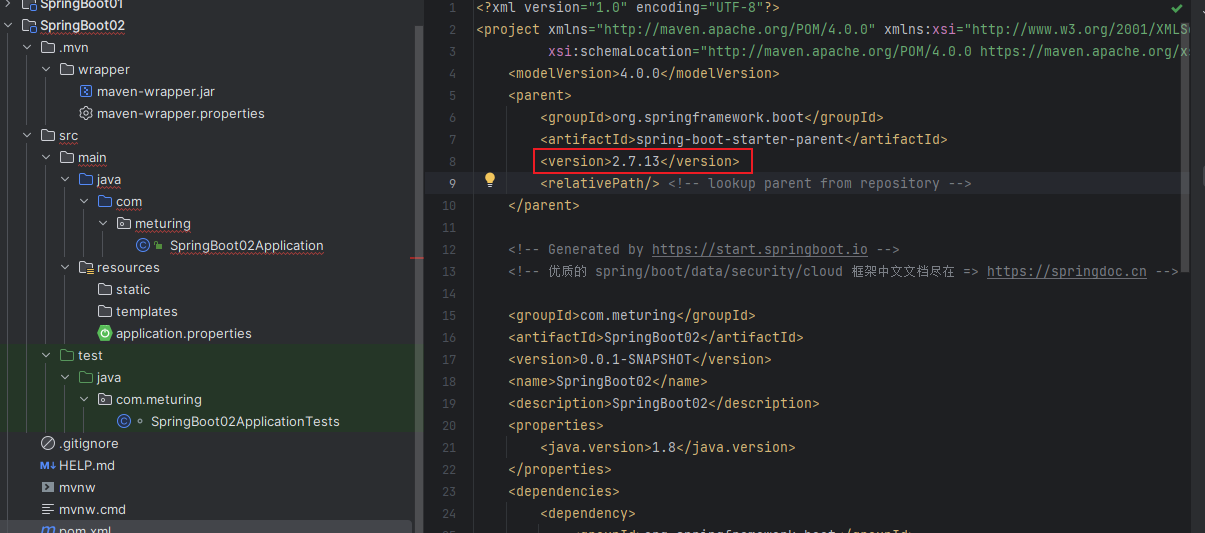 SpringBoot01
SpringBoot02
.mvn
wrapper
maven-wrapper.jar
maven-wrapper.properties
src
main
java
com
meturing
SpringBoot02Application
resources
static
templates
application.properties
test
java
com.meturing
SpringBoot02ApplicationTests
.gitignore
HELP.md
mvnw
mvnw.cmd
pom.xml
1 <?xml version="1.0" encoding="UTF-8"?>
2 <project xmlns="http://maven.apache.org/POM/4.0.0" xmlns:xsi="http://www.w3.org/2001/XMLS
3 xsi:schemaLocation="http://maven.apache.org/POM/4.0.0 https://maven.apache.org/xs
4 <modelVersion>4.0.0</modelVersion>
5 <parent>
6 <groupId>org.springframework.boot</groupId>
7 <artifactId>spring-boot-starter-parent</artifactId>
8 <version>2.7.13</version>
9 <relativePath/> <!-- lookup parent from repository -->
10 </parent>
11
12 <!-- Generated by https://start.springboot.io -->
13 <!-- 优质的 spring/boot/data/security/cloud 框架中文文档尽在 => https://springdoc.cn -->
14
15 <groupId>com.meturing</groupId>
16 <artifactId>SpringBoot02</artifactId>
17 <version>0.0.1-SNAPSHOT</version>
18 <name>SpringBoot02</name>
19 <description>SpringBoot02</description>
20 <properties>
21 <java.version>1.8</java.version>
22 </properties>
23 <dependencies>
24 <dependency>
25 <groupId>org.springframework.boot</groupId>